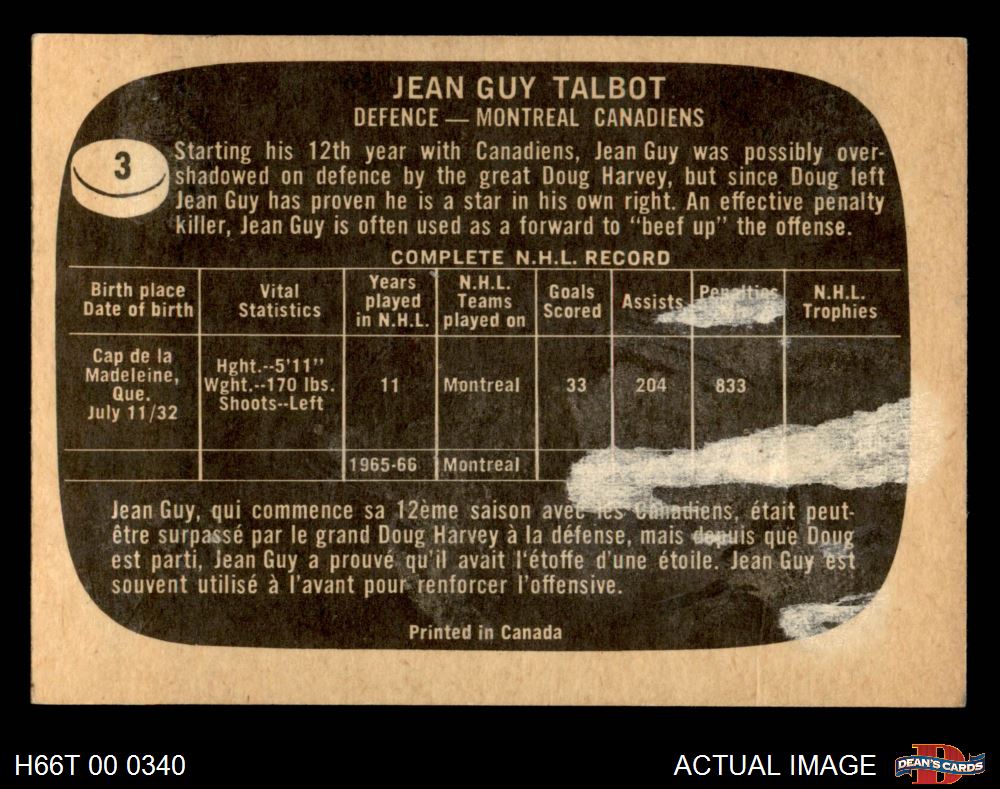 JEAN GUY TALBOT
DEFENCE — MONTREAL CANADIENS
3
Starting his 12th year with Canadiens, Jean Guy was possibly over-
shadowed on defence by the great Doug Harvey, but since Doug left
Jean Guy has proven he is a star in his own right. An effective penalty
killer, Jean Guy is often used as a forward to "beef up" the offense.
COMPLETE N.H.L. RECORD
Birth place
Date of birth
Vital
Statistics
Years
played
in N.H.L.
N.H.L.
Teams
played on
Goals
Scored
Assists
Penalties
N.H.L.
Trophies
Cap de la
Madeleine,
Que.
July 11/32
Hght.--5'11"
Wght.--170 lbs.
Shoots--Left
11
Montreal
33
204
833
1965-66
Montreal
Jean Guy, qui commence sa 12ème saison avec les Canadiens, était peut-
être surpassé par le grand Doug Harvey à la défense, mais depuis que Doug
est parti, Jean Guy a prouvé qu'il avait l'étoffe d'une étoile. Jean Guy est
souvent utilisé à l'avant pour renforcer l'offensive.
Printed in Canada
H66T 00 0340
ACTUAL IMAGE
DEAN'S CARDS